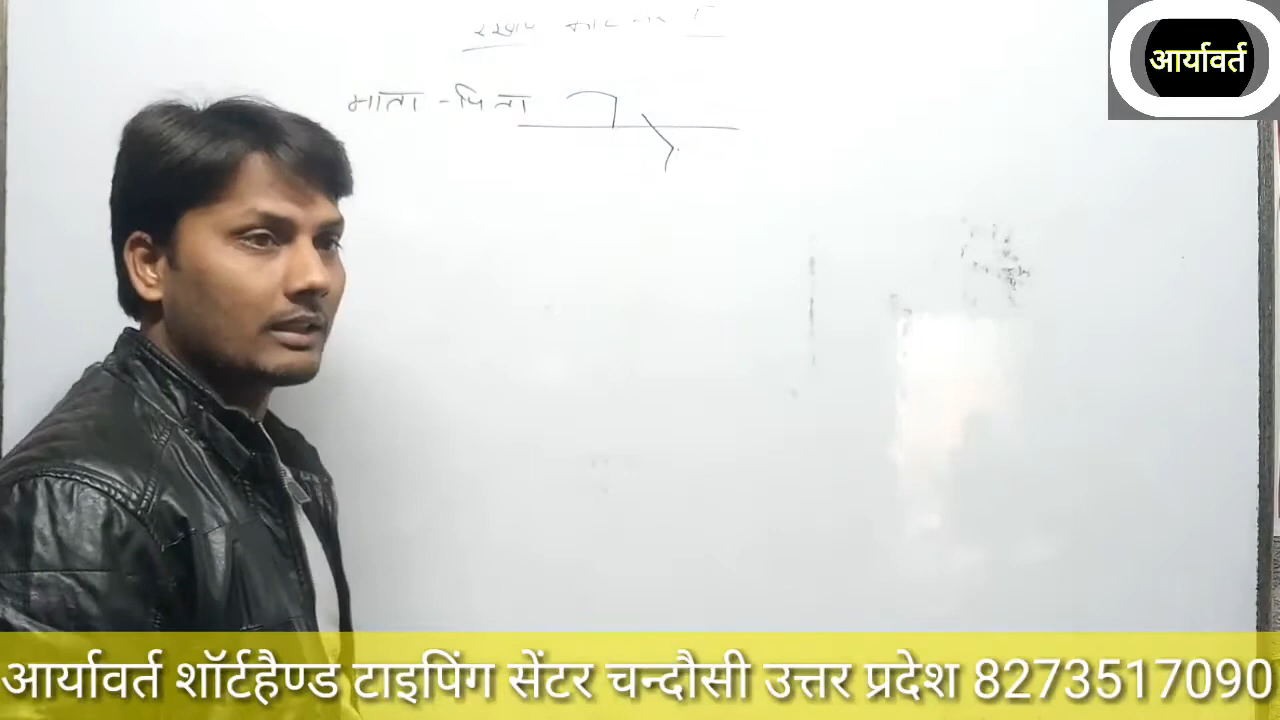 आर्यावर्त
माता - पिता
आर्यावर्त शॉर्टहैण्ड टाइपिंग सेंटर चन्दौसी उत्तर प्रदेश 8273517090